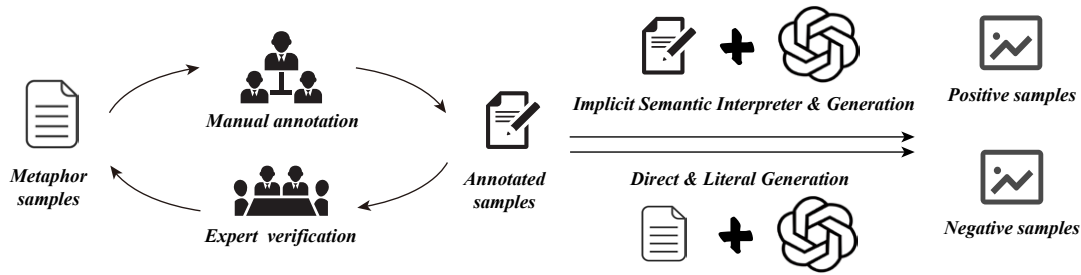 Metaphor
samples
Manual annotation
Expert verification
Annotated
samples
Implicit Semantic Interpreter & Generation
Direct & Literal Generation
Positive samples
Negative samples